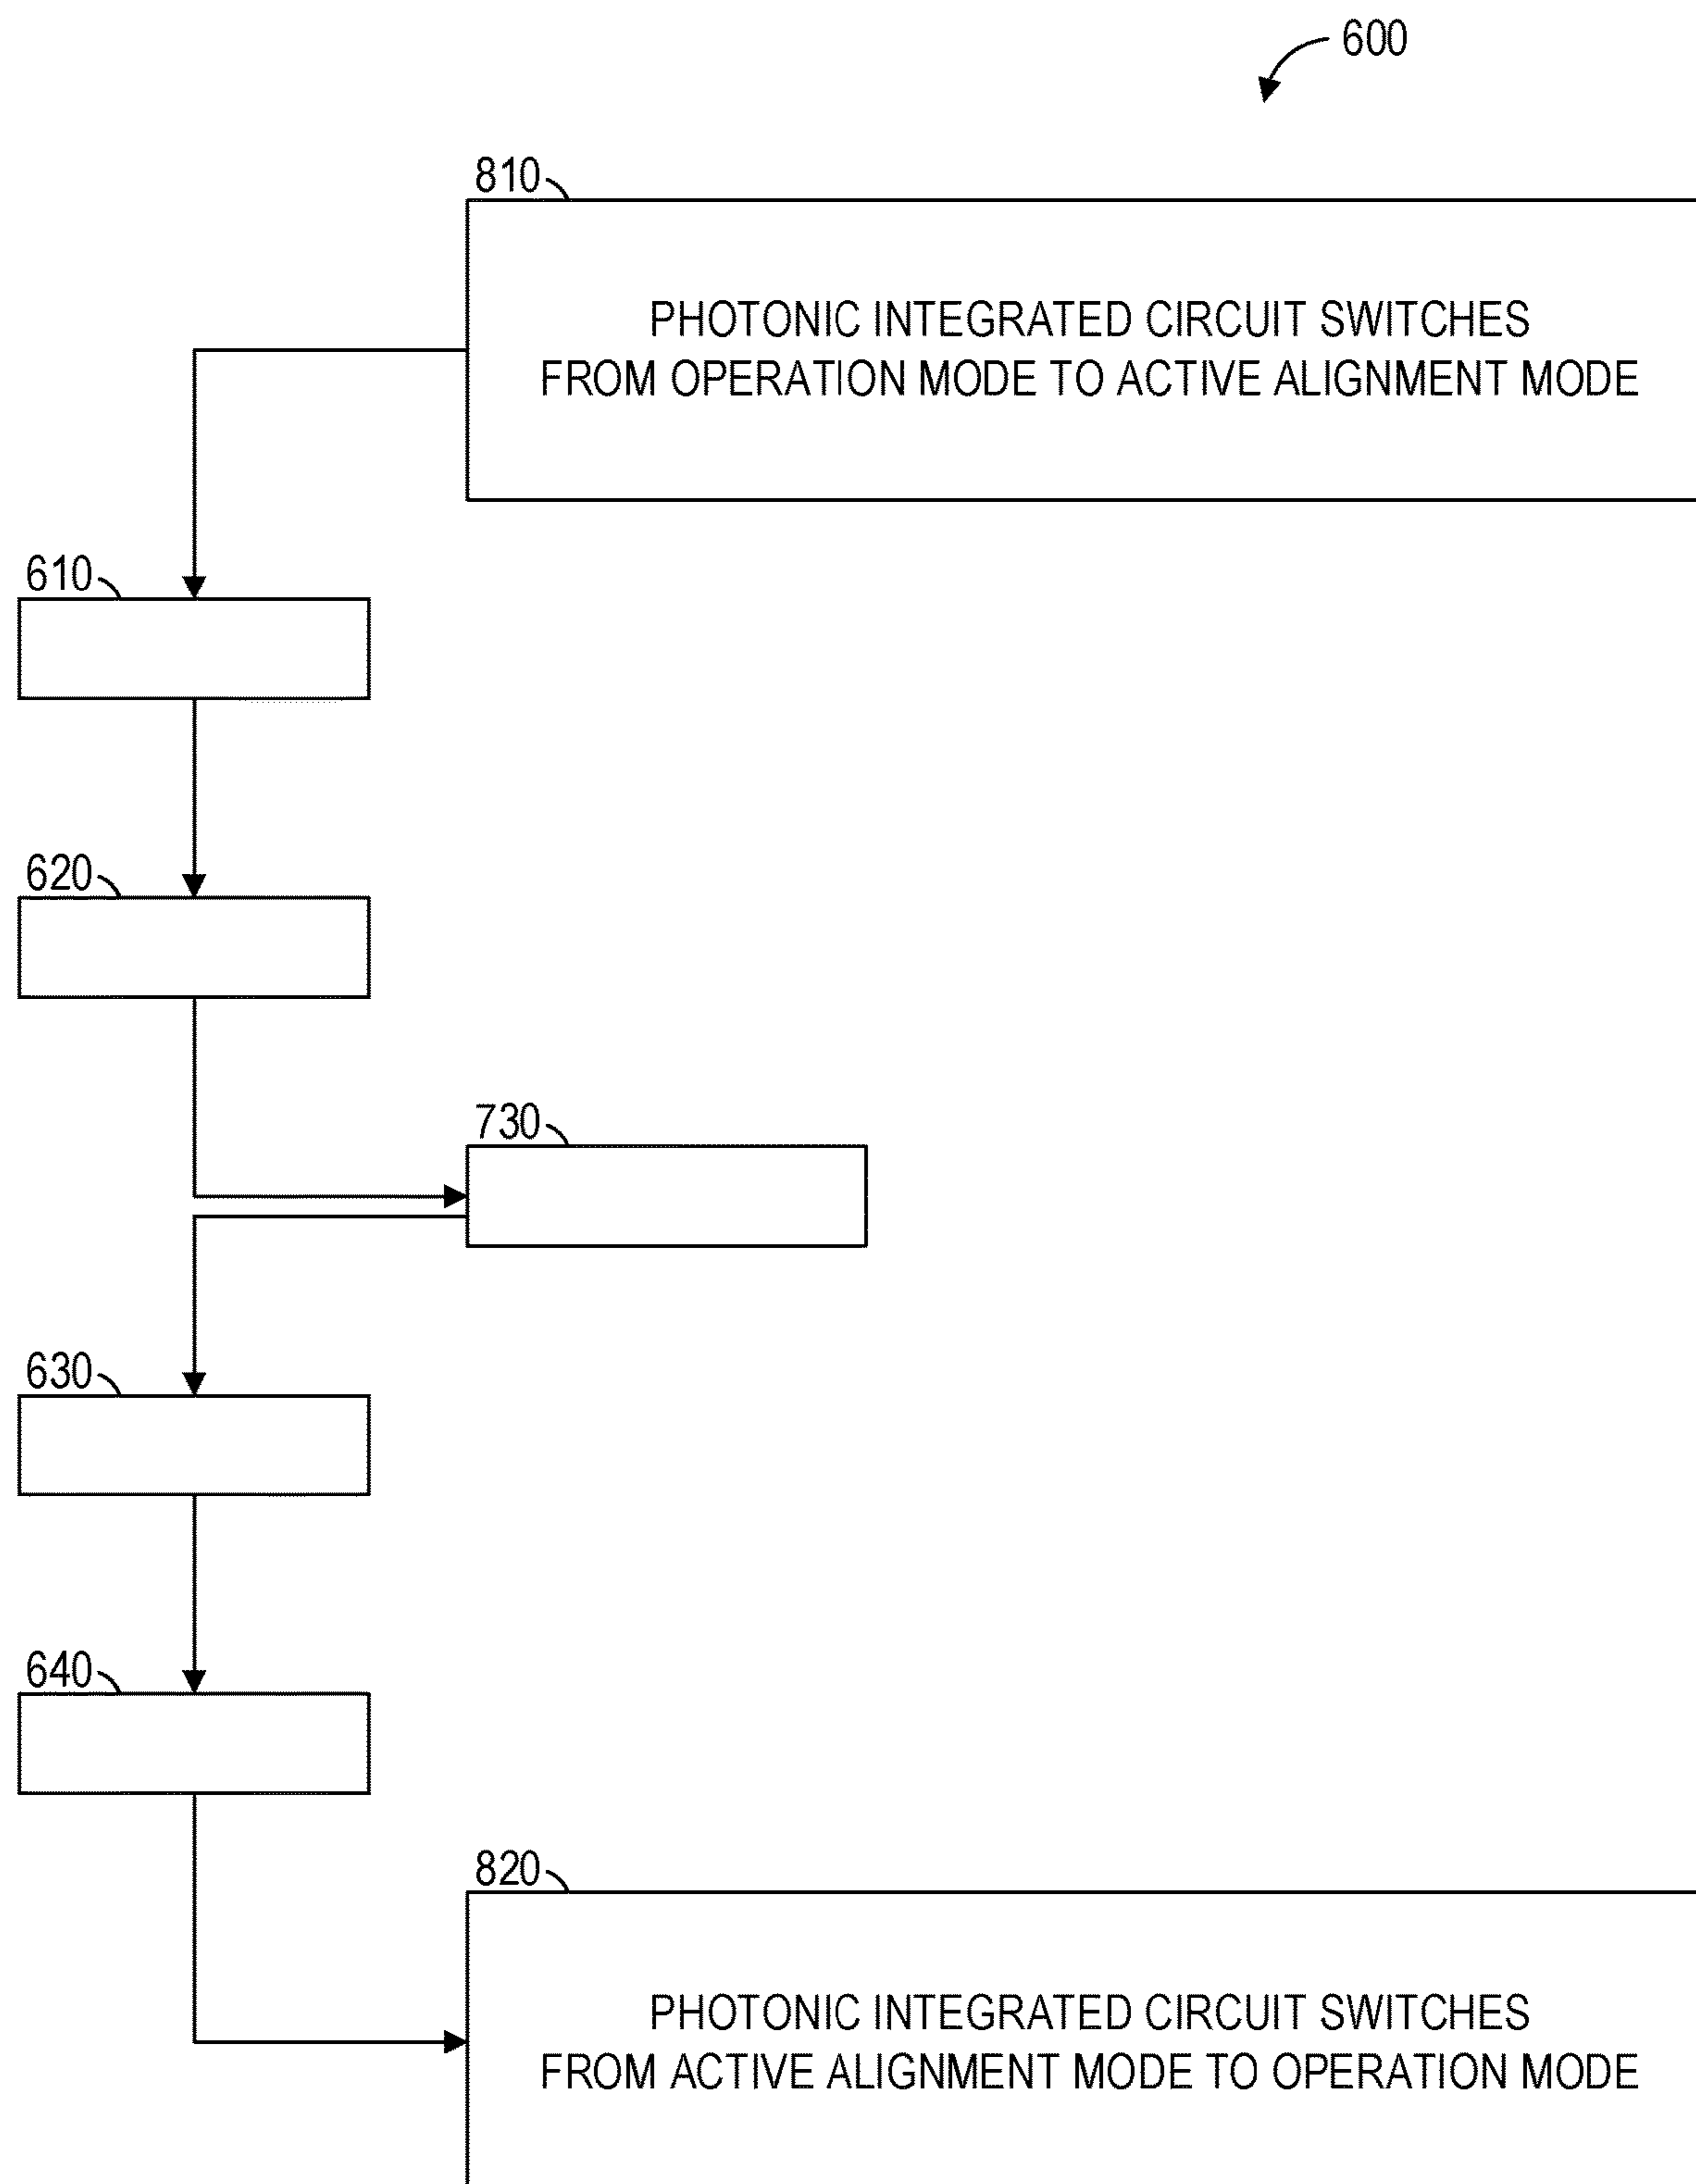 600
810
PHOTONIC INTEGRATED CIRCUIT SWITCHES
FROM OPERATION MODE TO ACTIVE ALIGNMENT MODE
610
620
730
630
640
820
PHOTONIC INTEGRATED CIRCUIT SWITCHES
FROM ACTIVE ALIGNMENT MODE TO OPERATION MODE